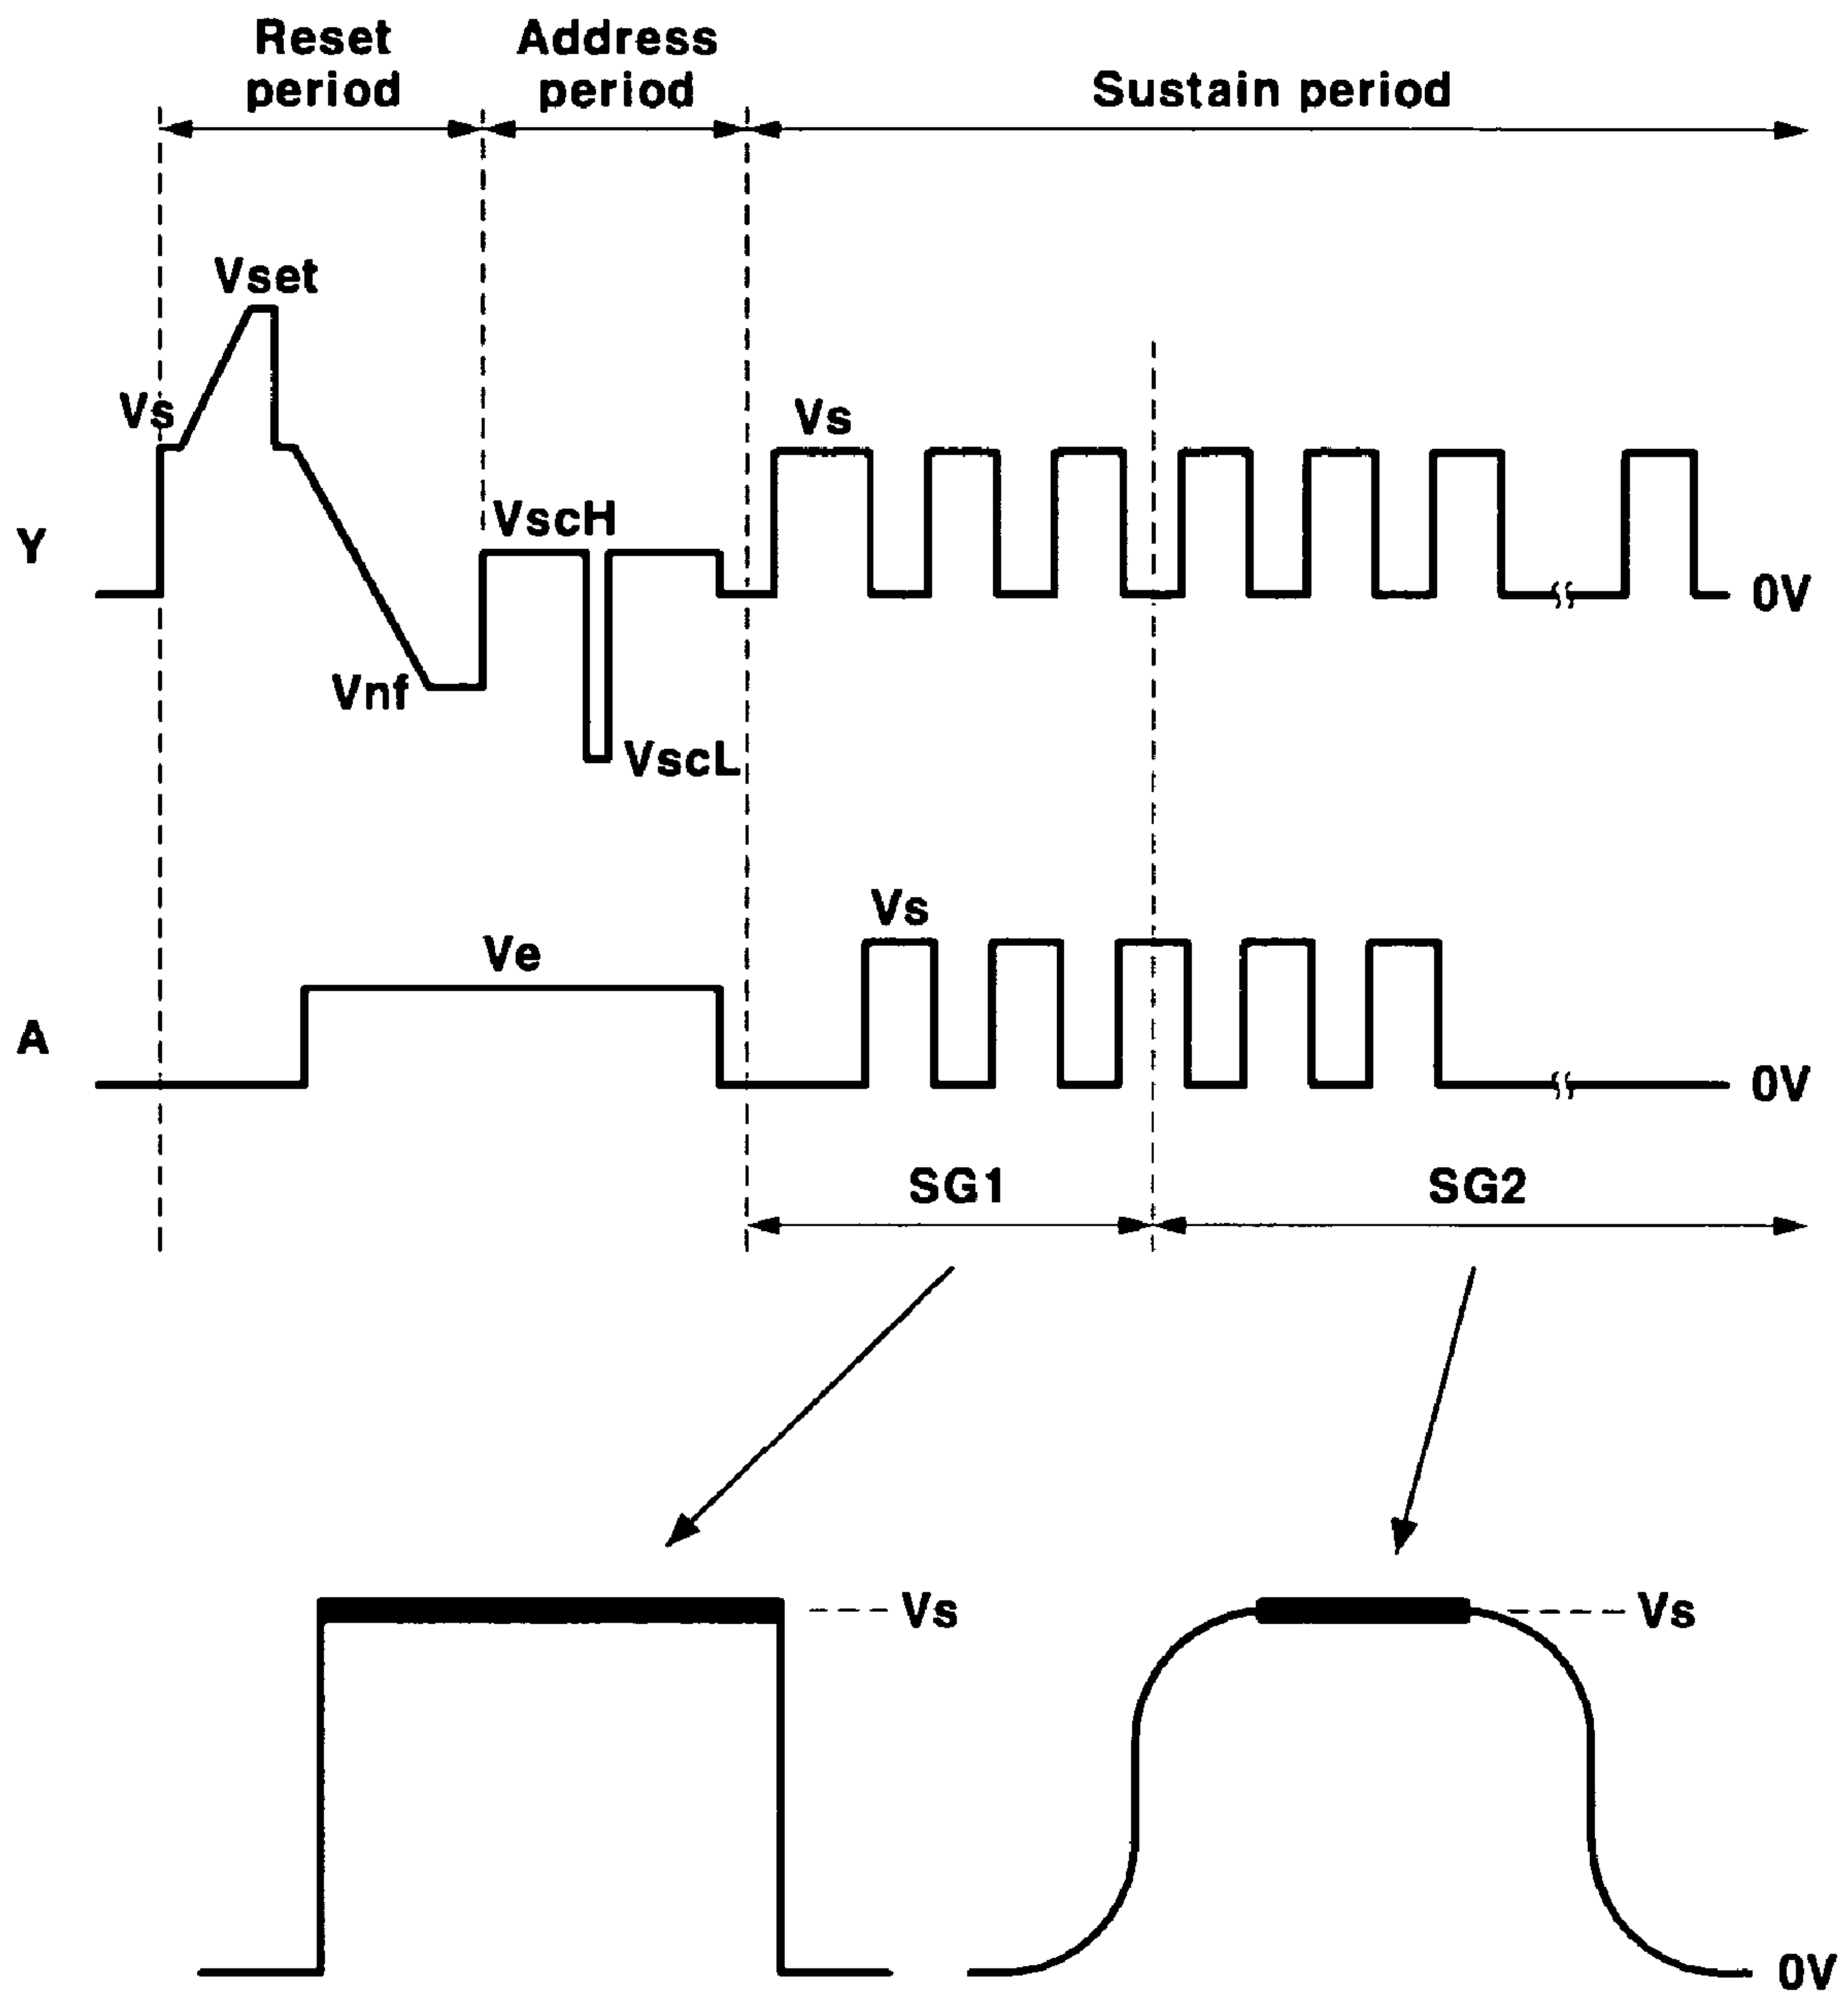 Reset period
Address period
Sustain period
Vset
Vs
Vs
VscH
Y
0V
Vnf
VscL
Vs
Ve
A
0V
SG1
SG2
Vs
Vs
0V